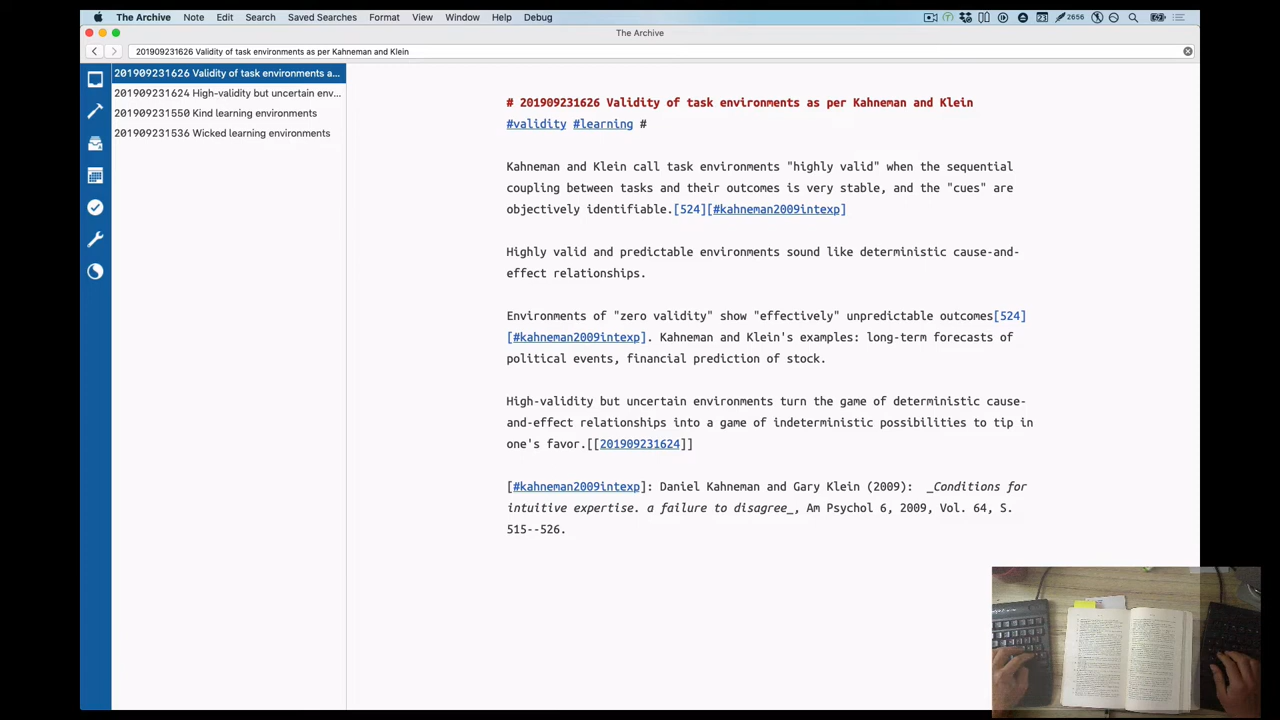 The Archive Note Edit Search Saved Searches Format View Window Help Debug 2656
The Archive
201909231626 Validity of task environments as per Kahneman and Klein
201909231626 Validity of task environments a...
201909231624 High-validity but uncertain env...
201909231550 Kind learning environments
201909231536 Wicked learning environments
# 201909231626 Validity of task environments as per Kahneman and Klein
#validity #learning #
Kahneman and Klein call task environments "highly valid" when the sequential
coupling between tasks and their outcomes is very stable, and the "cues" are
objectively identifiable.[524][#kahneman2009intexp]
Highly valid and predictable environments sound like deterministic cause-and-
effect relationships.
Environments of "zero validity" show "effectively" unpredictable outcomes[524]
[#kahneman2009intexp]. Kahneman and Klein's examples: long-term forecasts of
political events, financial prediction of stock.
High-validity but uncertain environments turn the game of deterministic cause-
and-effect relationships into a game of indeterministic possibilities to tip in
one's favor.[[201909231624]]
[#kahneman2009intexp]: Daniel Kahneman and Gary Klein (2009): _Conditions for
intuitive expertise. a failure to disagree_, Am Psychol 6, 2009, Vol. 64, S.
515--526.